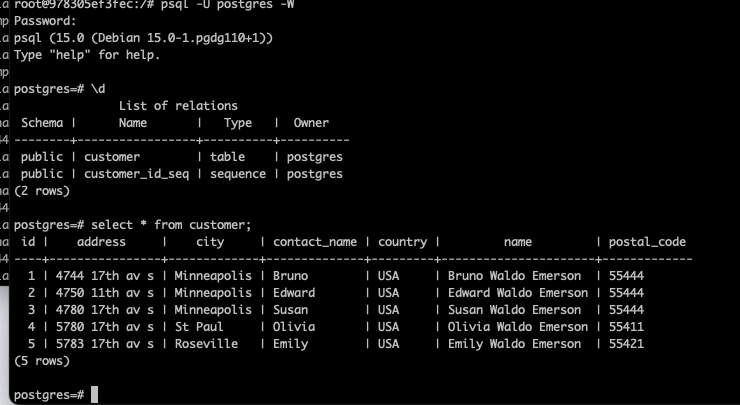 root@978305ef3fec:/# psql -U postgres -W
Password:
psql (15.0 (Debian 15.0-1.pgdg110+1))
Type "help" for help.
postgres=# \d
              List of relations
 Schema |      Name       |   Type   |  Owner
--------+-----------------+----------+----------
 public | customer        | table    | postgres
 public | customer_id_seq | sequence | postgres
(2 rows)
postgres=# select * from customer;
 id |   address    |    city     | contact_name | country |         name         | postal_code
----+--------------+-------------+--------------+---------+----------------------+-------------
  1 | 4744 17th av s | Minneapolis | Bruno        | USA     | Bruno Waldo Emerson  | 55444
  2 | 4750 11th av s | Minneapolis | Edward       | USA     | Edward Waldo Emerson | 55444
  3 | 4780 17th av s | Minneapolis | Susan        | USA     | Susan Waldo Emerson  | 55444
  4 | 5780 17th av s | St Paul     | Olivia       | USA     | Olivia Waldo Emerson | 55411
  5 | 5783 17th av s | Roseville   | Emily        | USA     | Emily Waldo Emerson  | 55421
(5 rows)
postgres=#